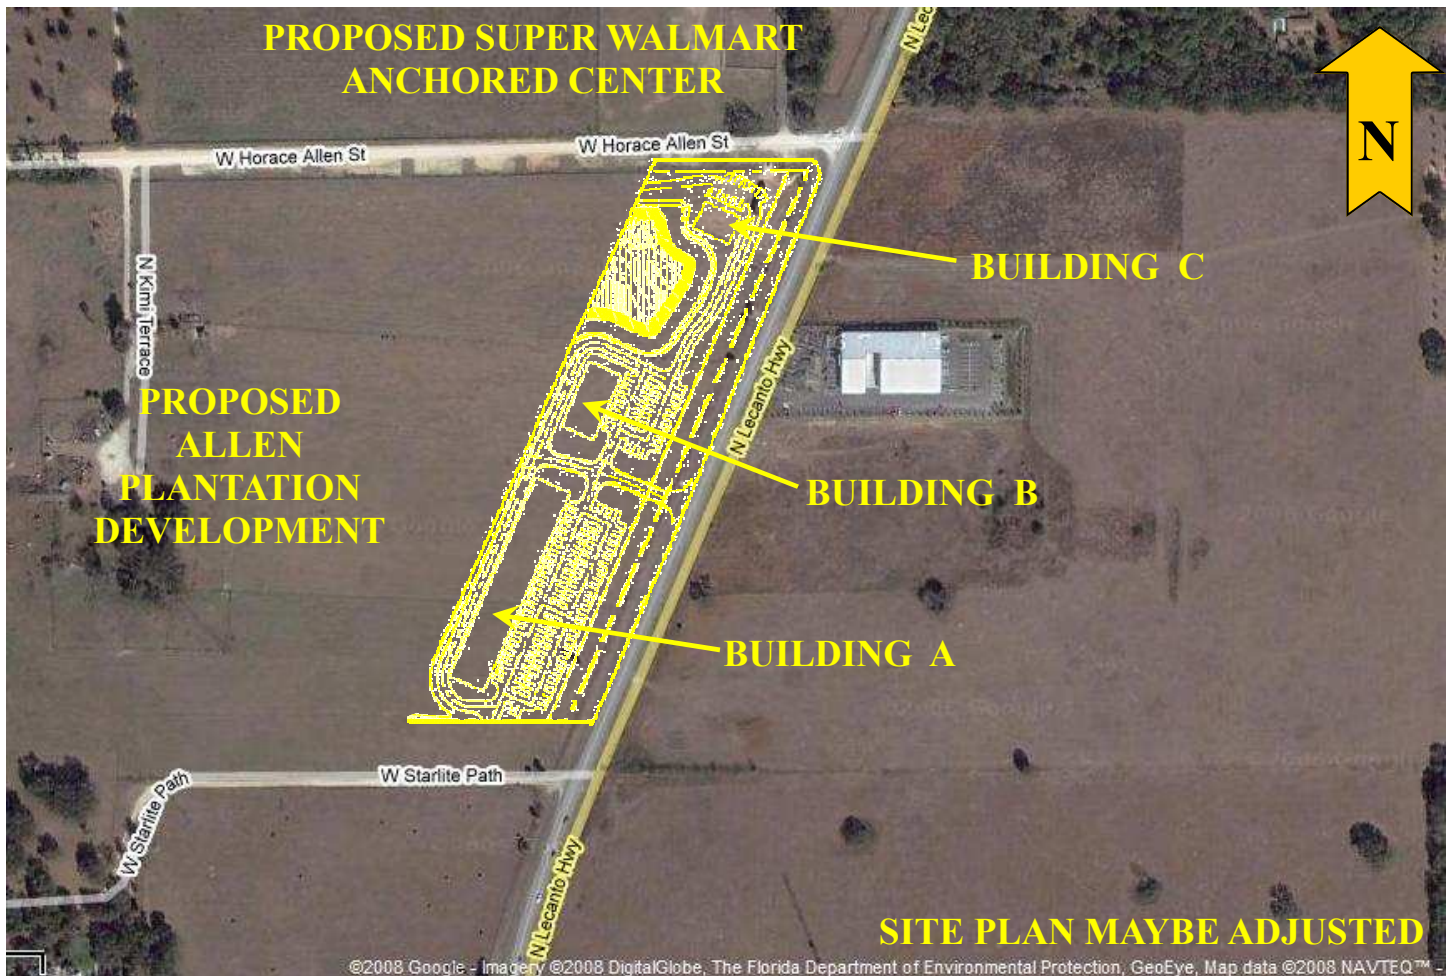 PROPOSED SUPER WALMART
ANCHORED CENTER
N Lec
N
W Horace Allen St
W Horace Allen St
BUILDING C
N Kimi Terrace
N Lecanto Hwy
PROPOSED
ALLEN
PLANTATION
DEVELOPMENT
BUILDING B
BUILDING A
W Starlite Path
W Starlite Path
N Lecanto Hwy
SITE PLAN MAYBE ADJUSTED
©2008 Google - Imagery ©2008 DigitalGlobe, The Florida Department of Environmental Protection, GeoEye, Map data ©2008 NAVTEQ™ -